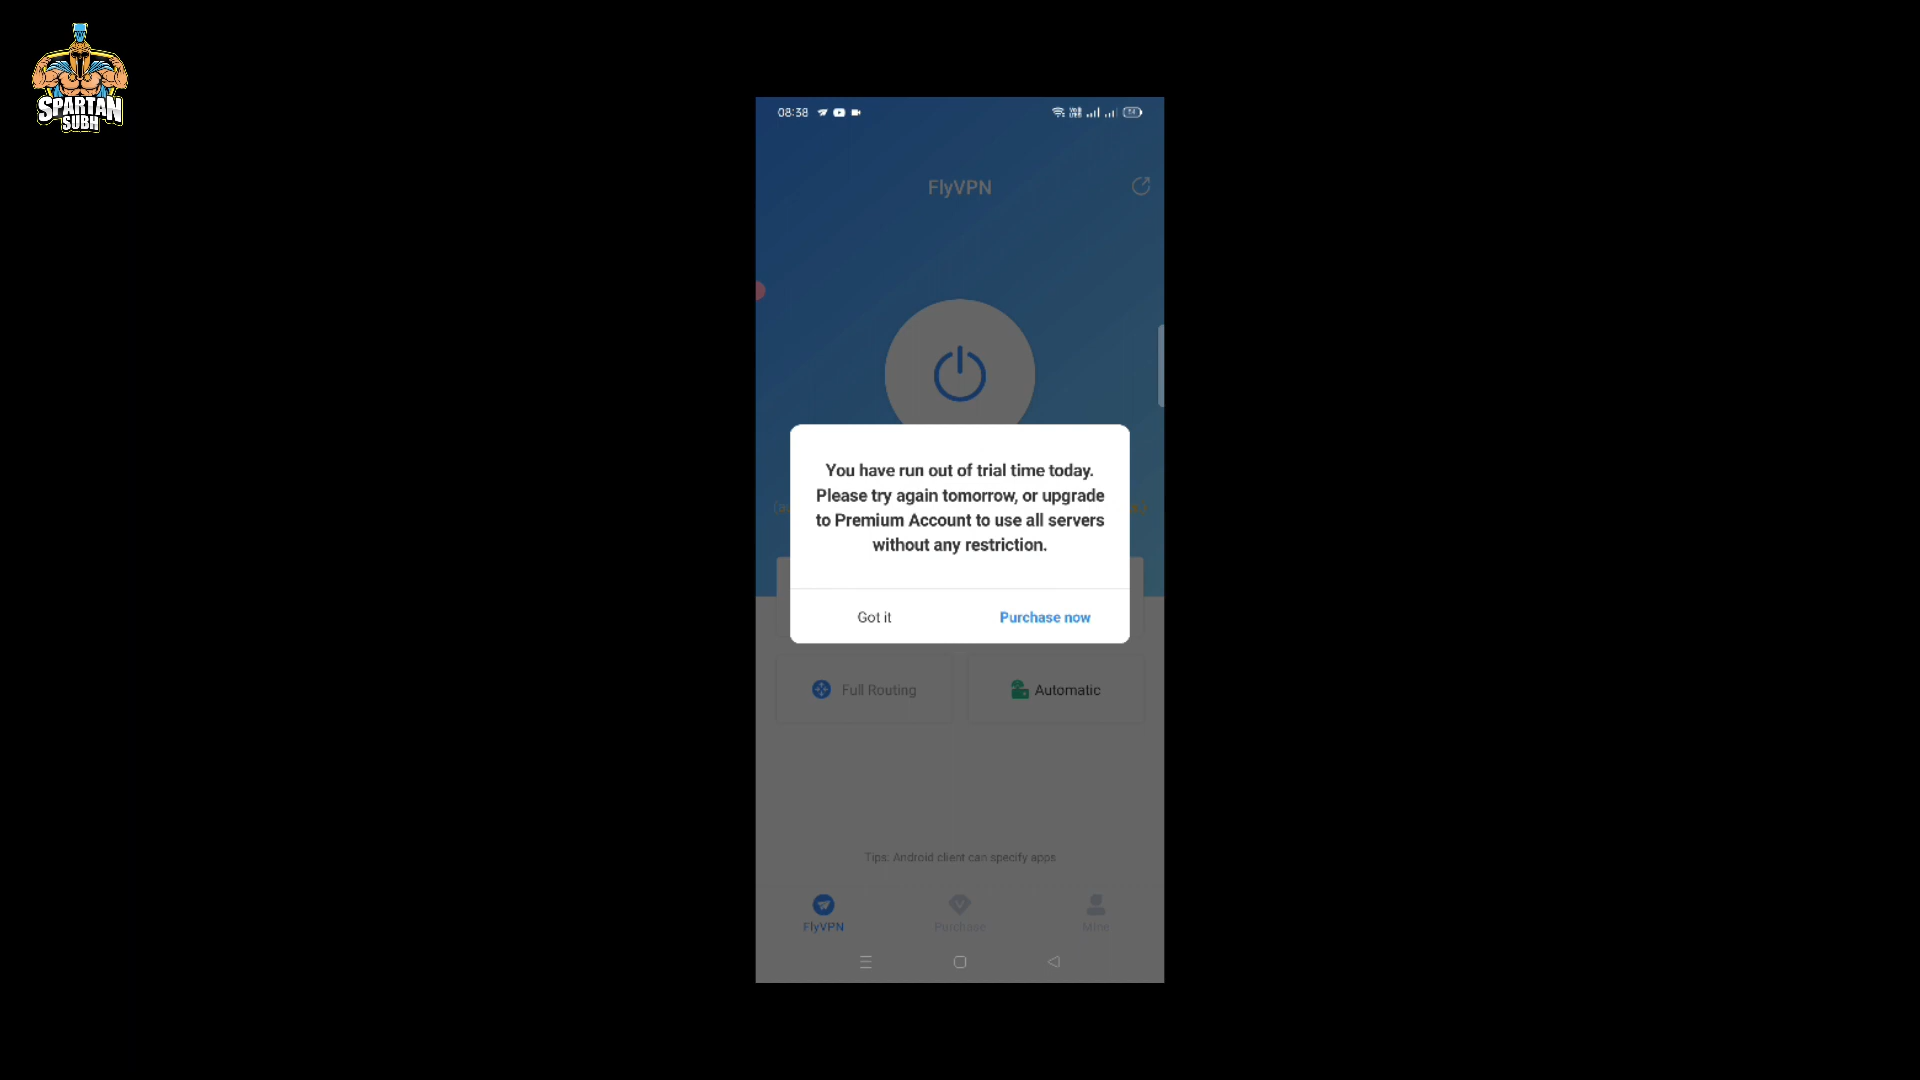 SPARTAN
SUBH
08:38
FlyVPN
You have run out of trial time today.
Please try again tomorrow, or upgrade
to Premium Account to use all servers
without any restriction.
Got it
Purchase now
Full Routing
Automatic
Tips: Android client can specify apps
FlyVPN
Purchase
Mine